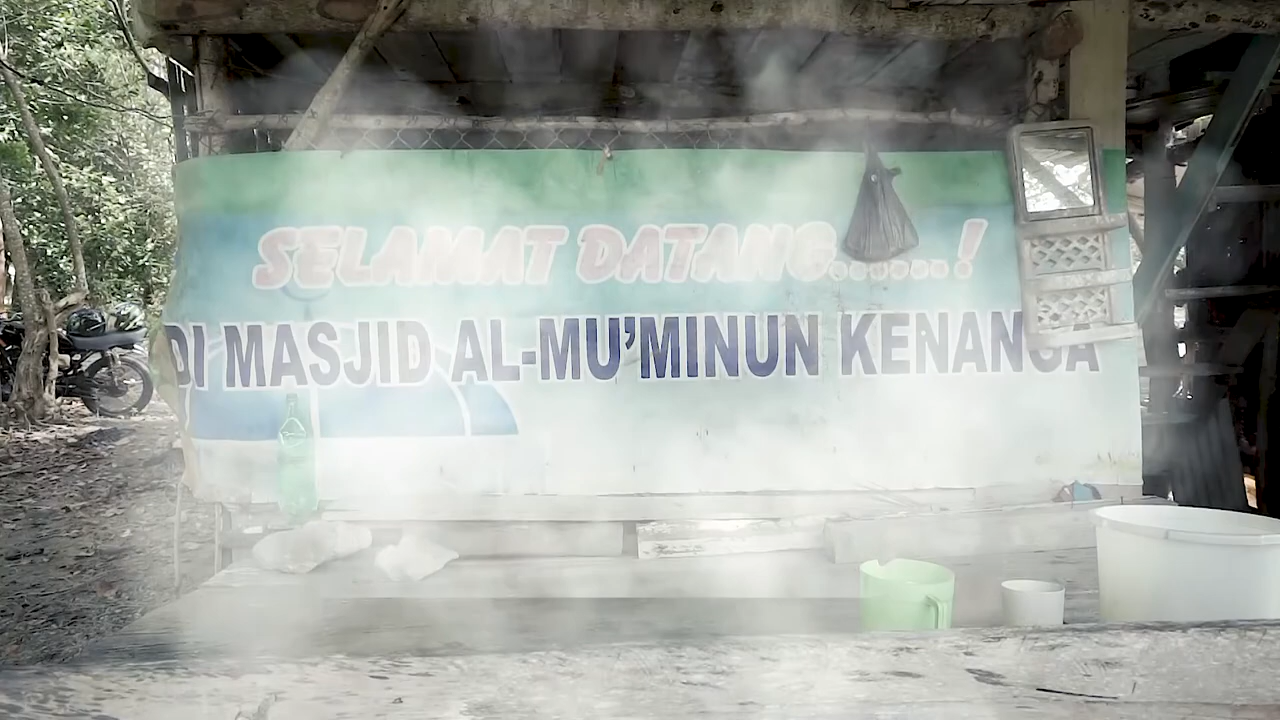 SELAMAT DATANG.......!
DI MASJID AL-MU'MINUN KENANGA